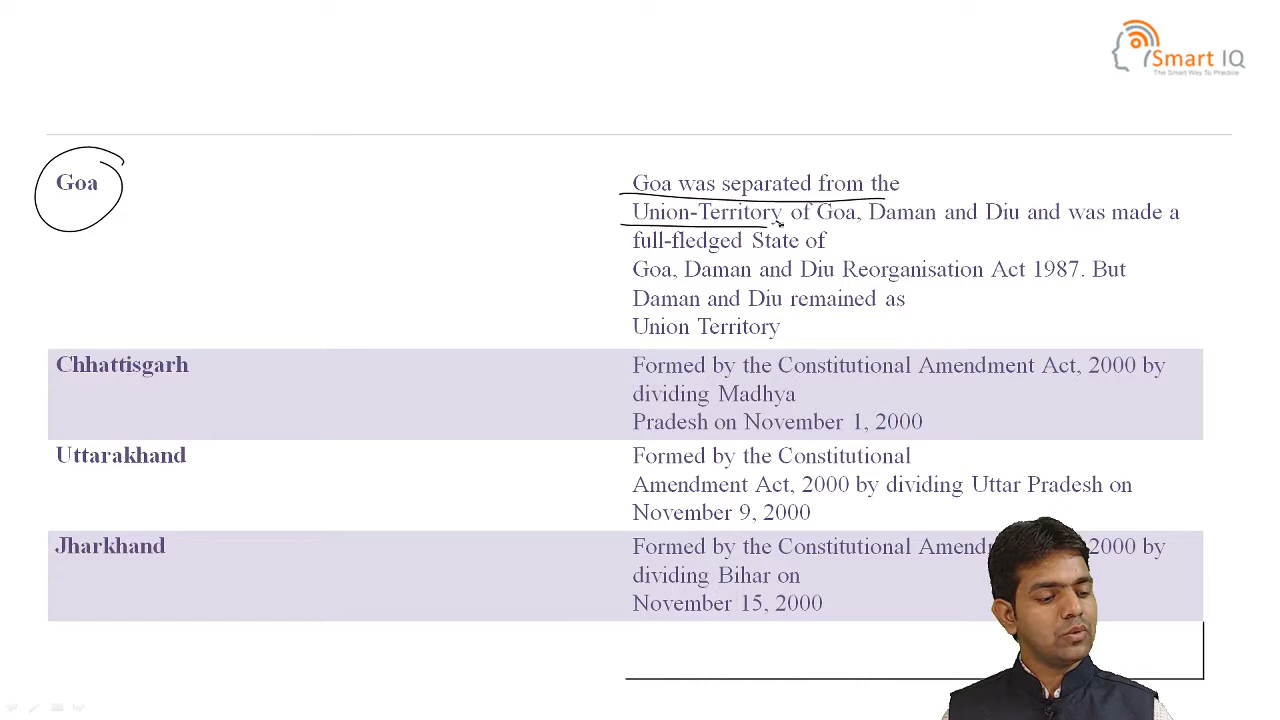 Smart IQ
The Smart Way To Practice
Goa
Goa was separated from the
Union-Territory of Goa, Daman and Diu and was made a
full-fledged State of
Goa, Daman and Diu Reorganisation Act 1987. But
Daman and Diu remained as
Union Territory
Chhattisgarh
Formed by the Constitutional Amendment Act, 2000 by
dividing Madhya
Pradesh on November 1, 2000
Uttarakhand
Formed by the Constitutional
Amendment Act, 2000 by dividing Uttar Pradesh on
November 9, 2000
Jharkhand
Formed by the Constitutional 2000 by
dividing Bihar on
November 15, 2000